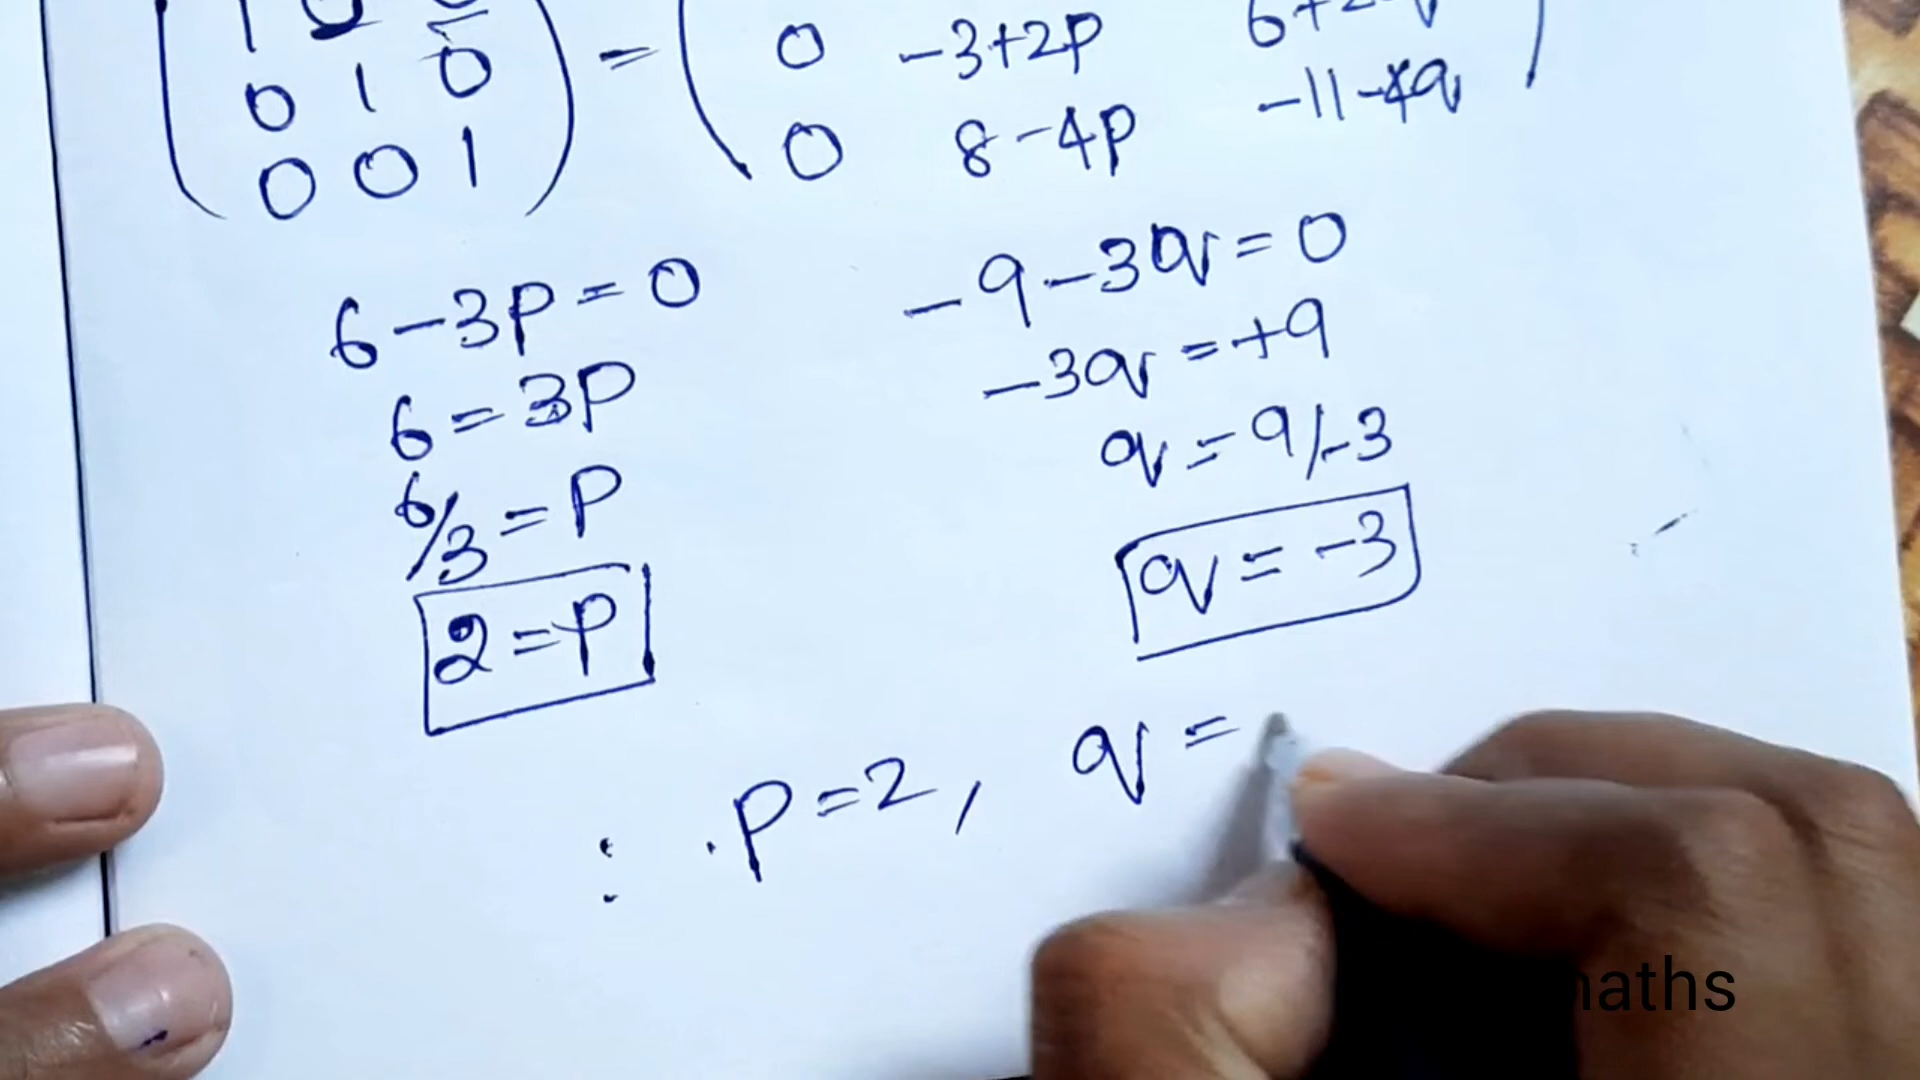 0 1 0 = 0 -3+2p
0 0 1 0 8-4p -11-4q
6-3p=0 -9-3q=0
6=3p -3q=+9
6/3=p q=9/-3
2=p q=-3
∴ p=2, q=
maths